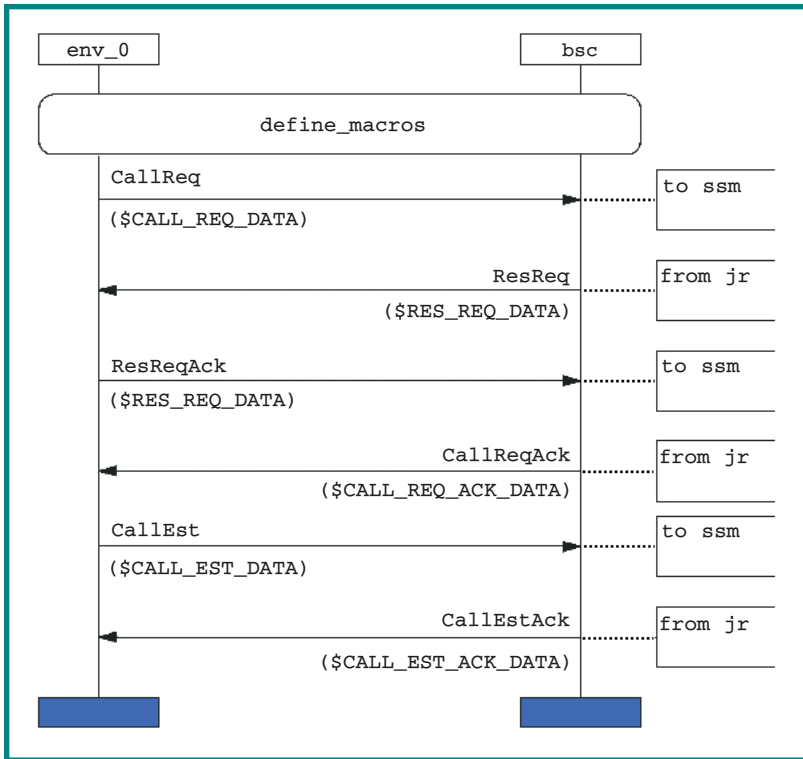 env_0
bsc
define_macros
CallReq
to ssm
($CALL_REQ_DATA)
ResReq
from jr
($RES_REQ_DATA)
ResReqAck
to ssm
($RES_REQ_DATA)
CallReqAck
from jr
($CALL_REQ_ACK_DATA)
CallEst
to ssm
($CALL_EST_DATA)
CallEstAck
from jr
($CALL_EST_ACK_DATA)